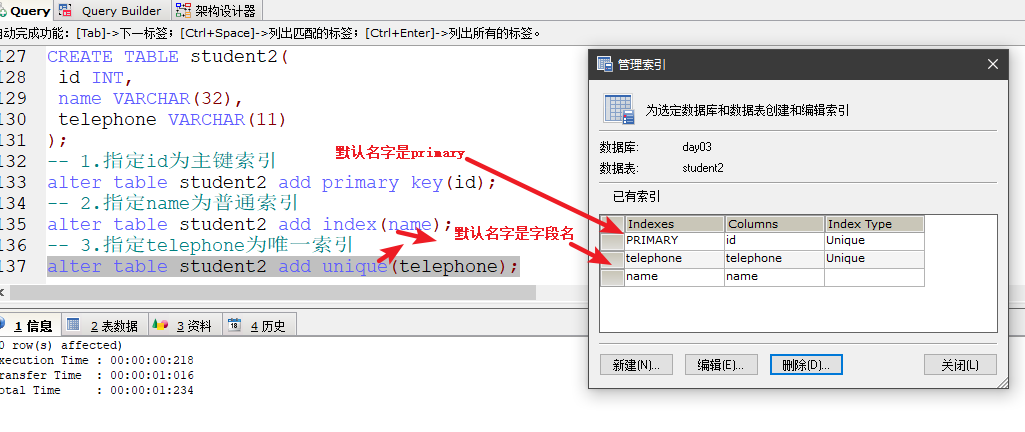 Query Query Builder 架构设计器
自动完成功能: [Tab]->下一标签; [Ctrl+Space]->列出匹配的标签; [Ctrl+Enter]->列出所有的标签。
127 CREATE TABLE student2(
128 id INT,
129 name VARCHAR(32),
130 telephone VARCHAR(11)
131 );
132 -- 1.指定id为主键索引
133 alter table student2 add primary key(id);
134 -- 2.指定name为普通索引
135 alter table student2 add index(name);
136 -- 3.指定telephone为唯一索引
137 alter table student2 add unique(telephone);
默认名字是primary
默认名字是字段名
1 信息 2 表数据 3 资料 4 历史
0 row(s) affected)
Execution Time : 00:00:00:218
Transfer Time : 00:00:01:016
Total Time : 00:00:01:234
管理索引
为选定数据库和数据表创建和编辑索引
数据库: day03
数据表: student2
已有索引
Indexes Columns Index Type
PRIMARY id Unique
telephone telephone Unique
name name
新建(N)... 编辑(E)... 删除(D)... 关闭(L)